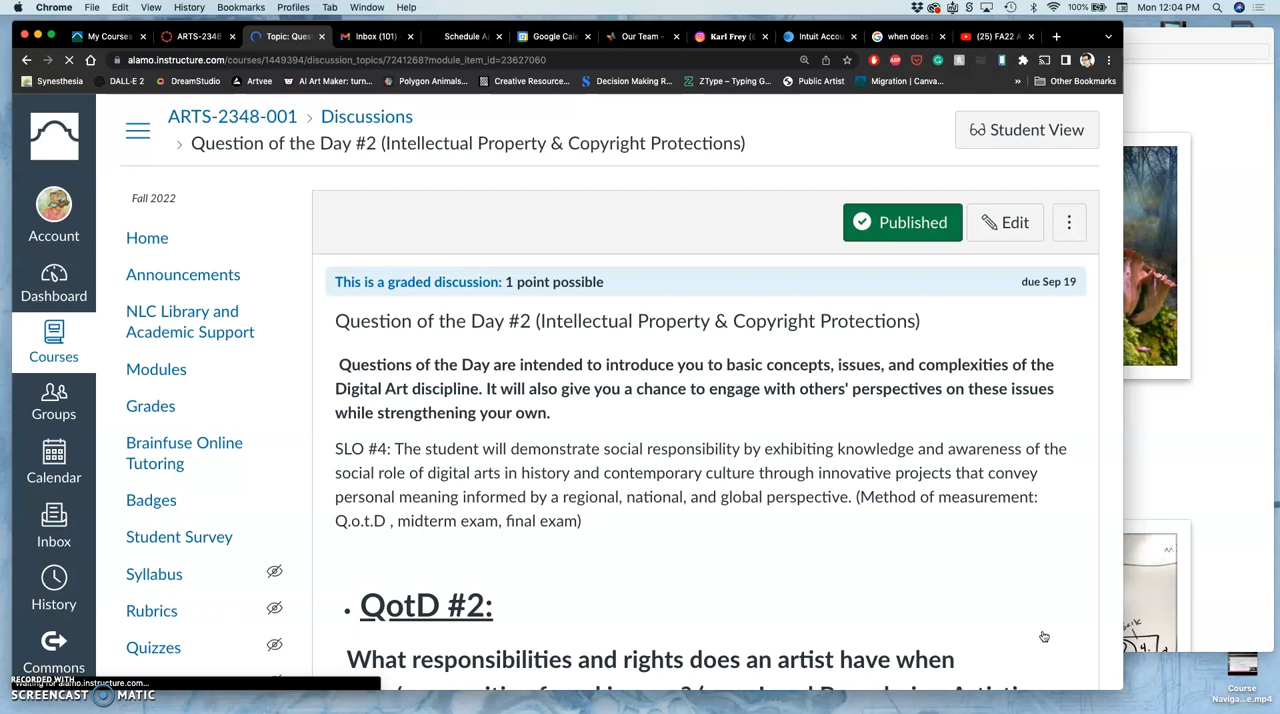 Chrome File Edit View History Bookmarks Profiles Tab Window Help 100% Mon 12:04 PM
My Courses ARTS-2348 Topic: Ques Inbox (101) Schedule A Google Cal Our Team - Karl Frey ( Intuit Accou when does (25) FA22 A
alamo.instructure.com/courses/1449394/discussion_topics/7241268?module_item_id=23627060
Synesthesia DALL·E 2 DreamStudio Artvee AI Art Maker: turn... Polygon Animals... Creative Resource... Decision Making R... ZType – Typing G... Public Artist Migration | Canva... » Other Bookmarks
ARTS-2348-001 › Discussions
› Question of the Day #2 (Intellectual Property & Copyright Protections)
Student View
Account
Dashboard
Courses
Groups
Calendar
Inbox
History
Commons
Fall 2022
Home
Announcements
NLC Library and
Academic Support
Modules
Grades
Brainfuse Online
Tutoring
Badges
Student Survey
Syllabus
Rubrics
Quizzes
Published Edit
This is a graded discussion: 1 point possible due Sep 19
Question of the Day #2 (Intellectual Property & Copyright Protections)
Questions of the Day are intended to introduce you to basic concepts, issues, and complexities of the
Digital Art discipline. It will also give you a chance to engage with others' perspectives on these issues
while strengthening your own.
SLO #4: The student will demonstrate social responsibility by exhibiting knowledge and awareness of the
social role of digital arts in history and contemporary culture through innovative projects that convey
personal meaning informed by a regional, national, and global perspective. (Method of measurement:
Q.o.t.D , midterm exam, final exam)
• QotD #2:
What responsibilities and rights does an artist have when
Waiting for alamo.instructure.com...
RECORDED WITH
SCREENCAST MATIC
Course
Naviga...e.mp4